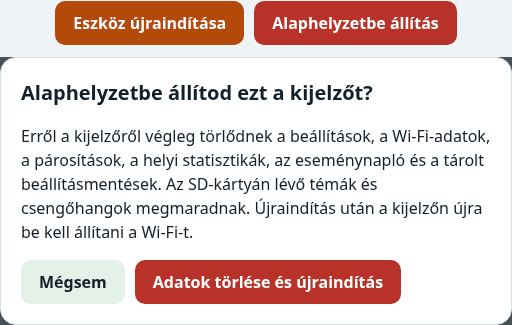 Eszköz újraindítása
Alaphelyzetbe állítás
Alaphelyzetbe állítod ezt a kijelzőt?
Erről a kijelzőről végleg törlődnek a beállítások, a Wi-Fi-adatok,
a párosítások, a helyi statisztikák, az eseménynapló és a tárolt
beállításmentések. Az SD-kártyán lévő témák és
csengőhangok megmaradnak. Újraindítás után a kijelzőn újra
be kell állítani a Wi-Fi-t.
Mégsem
Adatok törlése és újraindítás